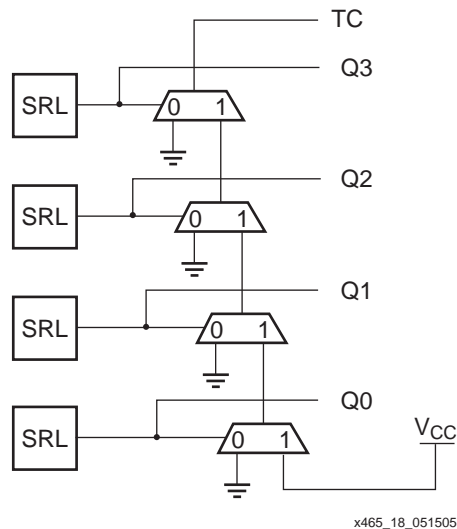 TC
Q3
SRL
0 1
Q2
SRL
0 1
Q1
SRL
0 1
Q0
SRL
0 1
VCC
x465_18_051505